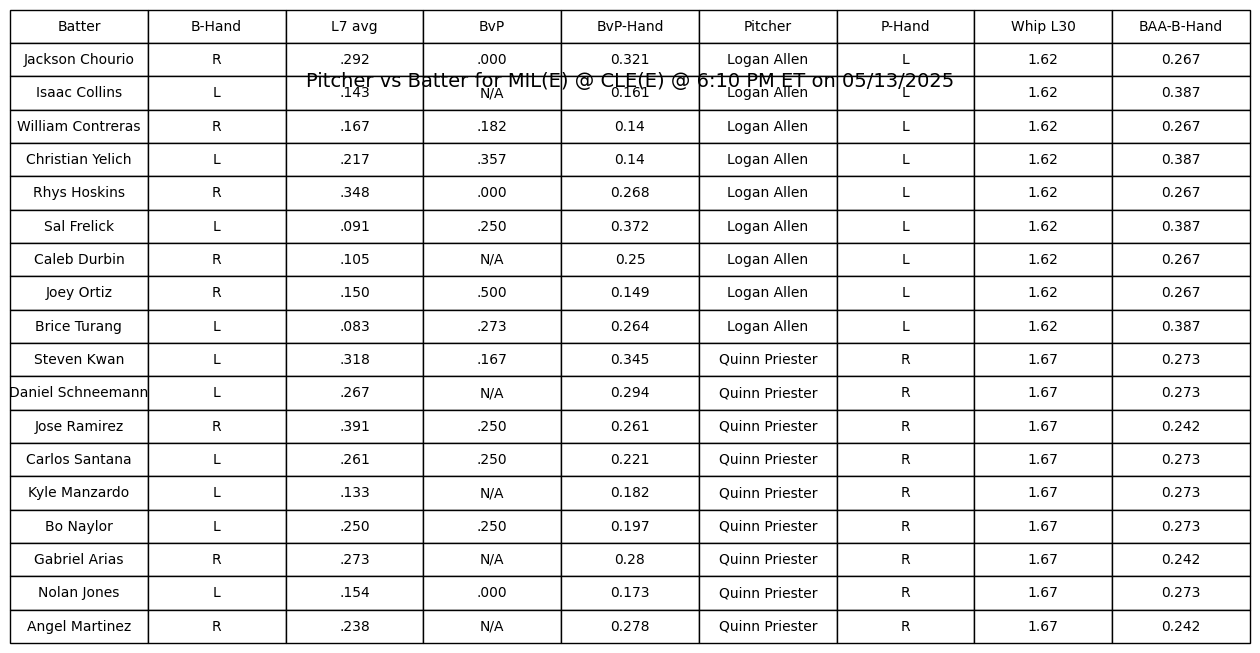 Batter B-Hand L7 avg BvP BvP-Hand Pitcher P-Hand Whip L30 BAA-B-Hand
Jackson Chourio R .292 .000 0.321 Logan Allen L 1.62 0.267
Pitcher vs Batter for MIL(E) @ CLE(E) @ 6:10 PM ET on 05/13/2025
Isaac Collins L .143 N/A 0.161 Logan Allen L 1.62 0.387
William Contreras R .167 .182 0.14 Logan Allen L 1.62 0.267
Christian Yelich L .217 .357 0.14 Logan Allen L 1.62 0.387
Rhys Hoskins R .348 .000 0.268 Logan Allen L 1.62 0.267
Sal Frelick L .091 .250 0.372 Logan Allen L 1.62 0.387
Caleb Durbin R .105 N/A 0.25 Logan Allen L 1.62 0.267
Joey Ortiz R .150 .500 0.149 Logan Allen L 1.62 0.267
Brice Turang L .083 .273 0.264 Logan Allen L 1.62 0.387
Steven Kwan L .318 .167 0.345 Quinn Priester R 1.67 0.273
Daniel Schneemann L .267 N/A 0.294 Quinn Priester R 1.67 0.273
Jose Ramirez R .391 .250 0.261 Quinn Priester R 1.67 0.242
Carlos Santana L .261 .250 0.221 Quinn Priester R 1.67 0.273
Kyle Manzardo L .133 N/A 0.182 Quinn Priester R 1.67 0.273
Bo Naylor L .250 .250 0.197 Quinn Priester R 1.67 0.273
Gabriel Arias R .273 N/A 0.28 Quinn Priester R 1.67 0.242
Nolan Jones L .154 .000 0.173 Quinn Priester R 1.67 0.273
Angel Martinez R .238 N/A 0.278 Quinn Priester R 1.67 0.242